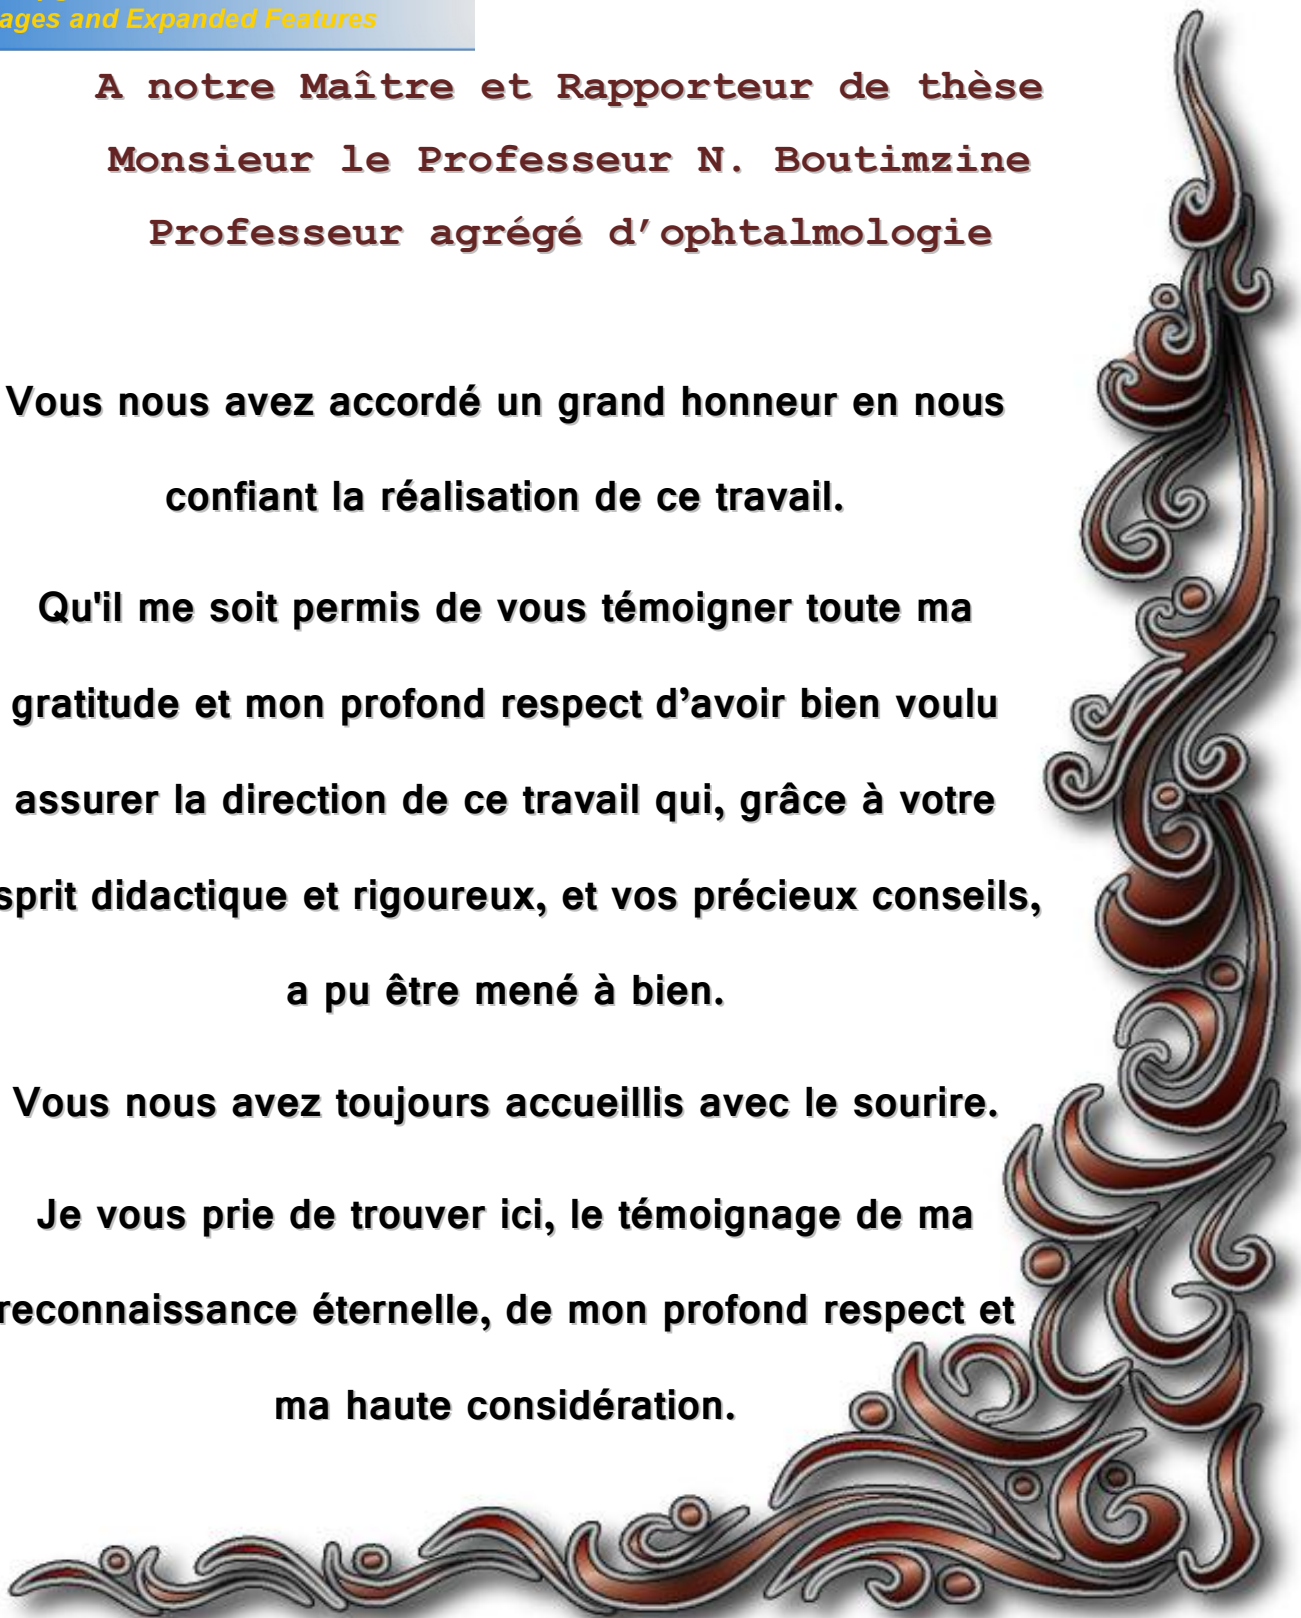 ages and Expanded Features
A notre Maître et Rapporteur de thèse
Monsieur le Professeur N. Boutimzine
Professeur agrégé d’ophtalmologie
Vous nous avez accordé un grand honneur en nous
confiant la réalisation de ce travail.
Qu'il me soit permis de vous témoigner toute ma
gratitude et mon profond respect d’avoir bien voulu
assurer la direction de ce travail qui, grâce à votre
sprit didactique et rigoureux, et vos précieux conseils,
a pu être mené à bien.
Vous nous avez toujours accueillis avec le sourire.
Je vous prie de trouver ici, le témoignage de ma
reconnaissance éternelle, de mon profond respect et
ma haute considération.